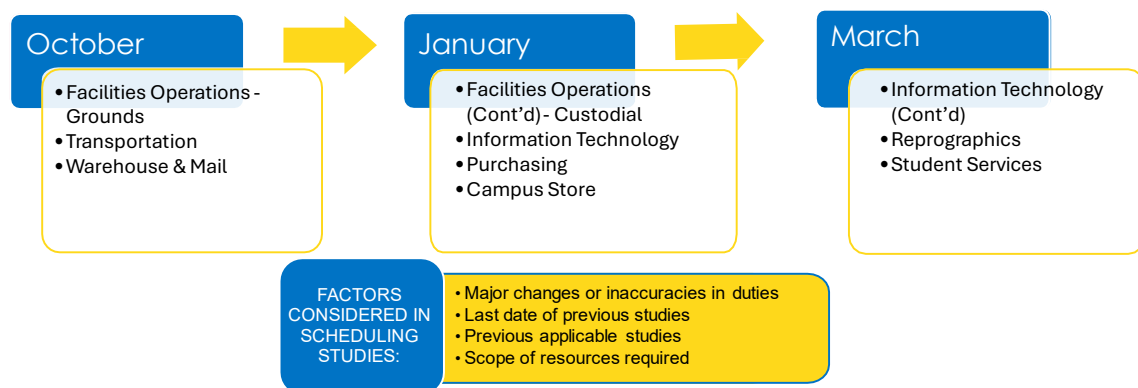 October
• Facilities Operations -
Grounds
• Transportation
• Warehouse & Mail
January
• Facilities Operations
(Cont’d)- Custodial
• Information Technology
• Purchasing
• Campus Store
March
• Information Technology
(Cont’d)
• Reprographics
• Student Services
FACTORS
CONSIDERED IN
SCHEDULING
STUDIES:
• Major changes or inaccuracies in duties
• Last date of previous studies
• Previous applicable studies
• Scope of resources required